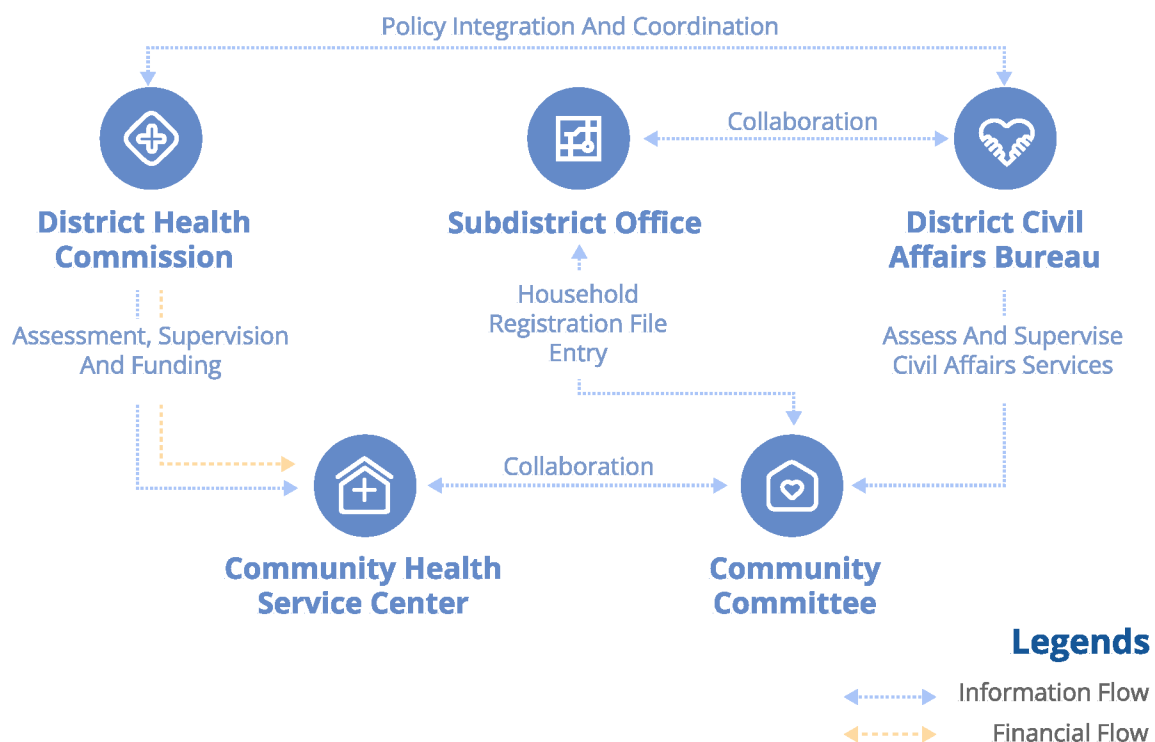 Policy Integration And Coordination
Collaboration
District Health
Commission
Subdistrict Office
District Civil
Affairs Bureau
Household
Registration File
Entry
Assessment, Supervision
And Funding
Assess And Supervise
Civil Affairs Services
Collaboration
Community Health
Service Center
Community
Committee
Legends
Information Flow
Financial Flow